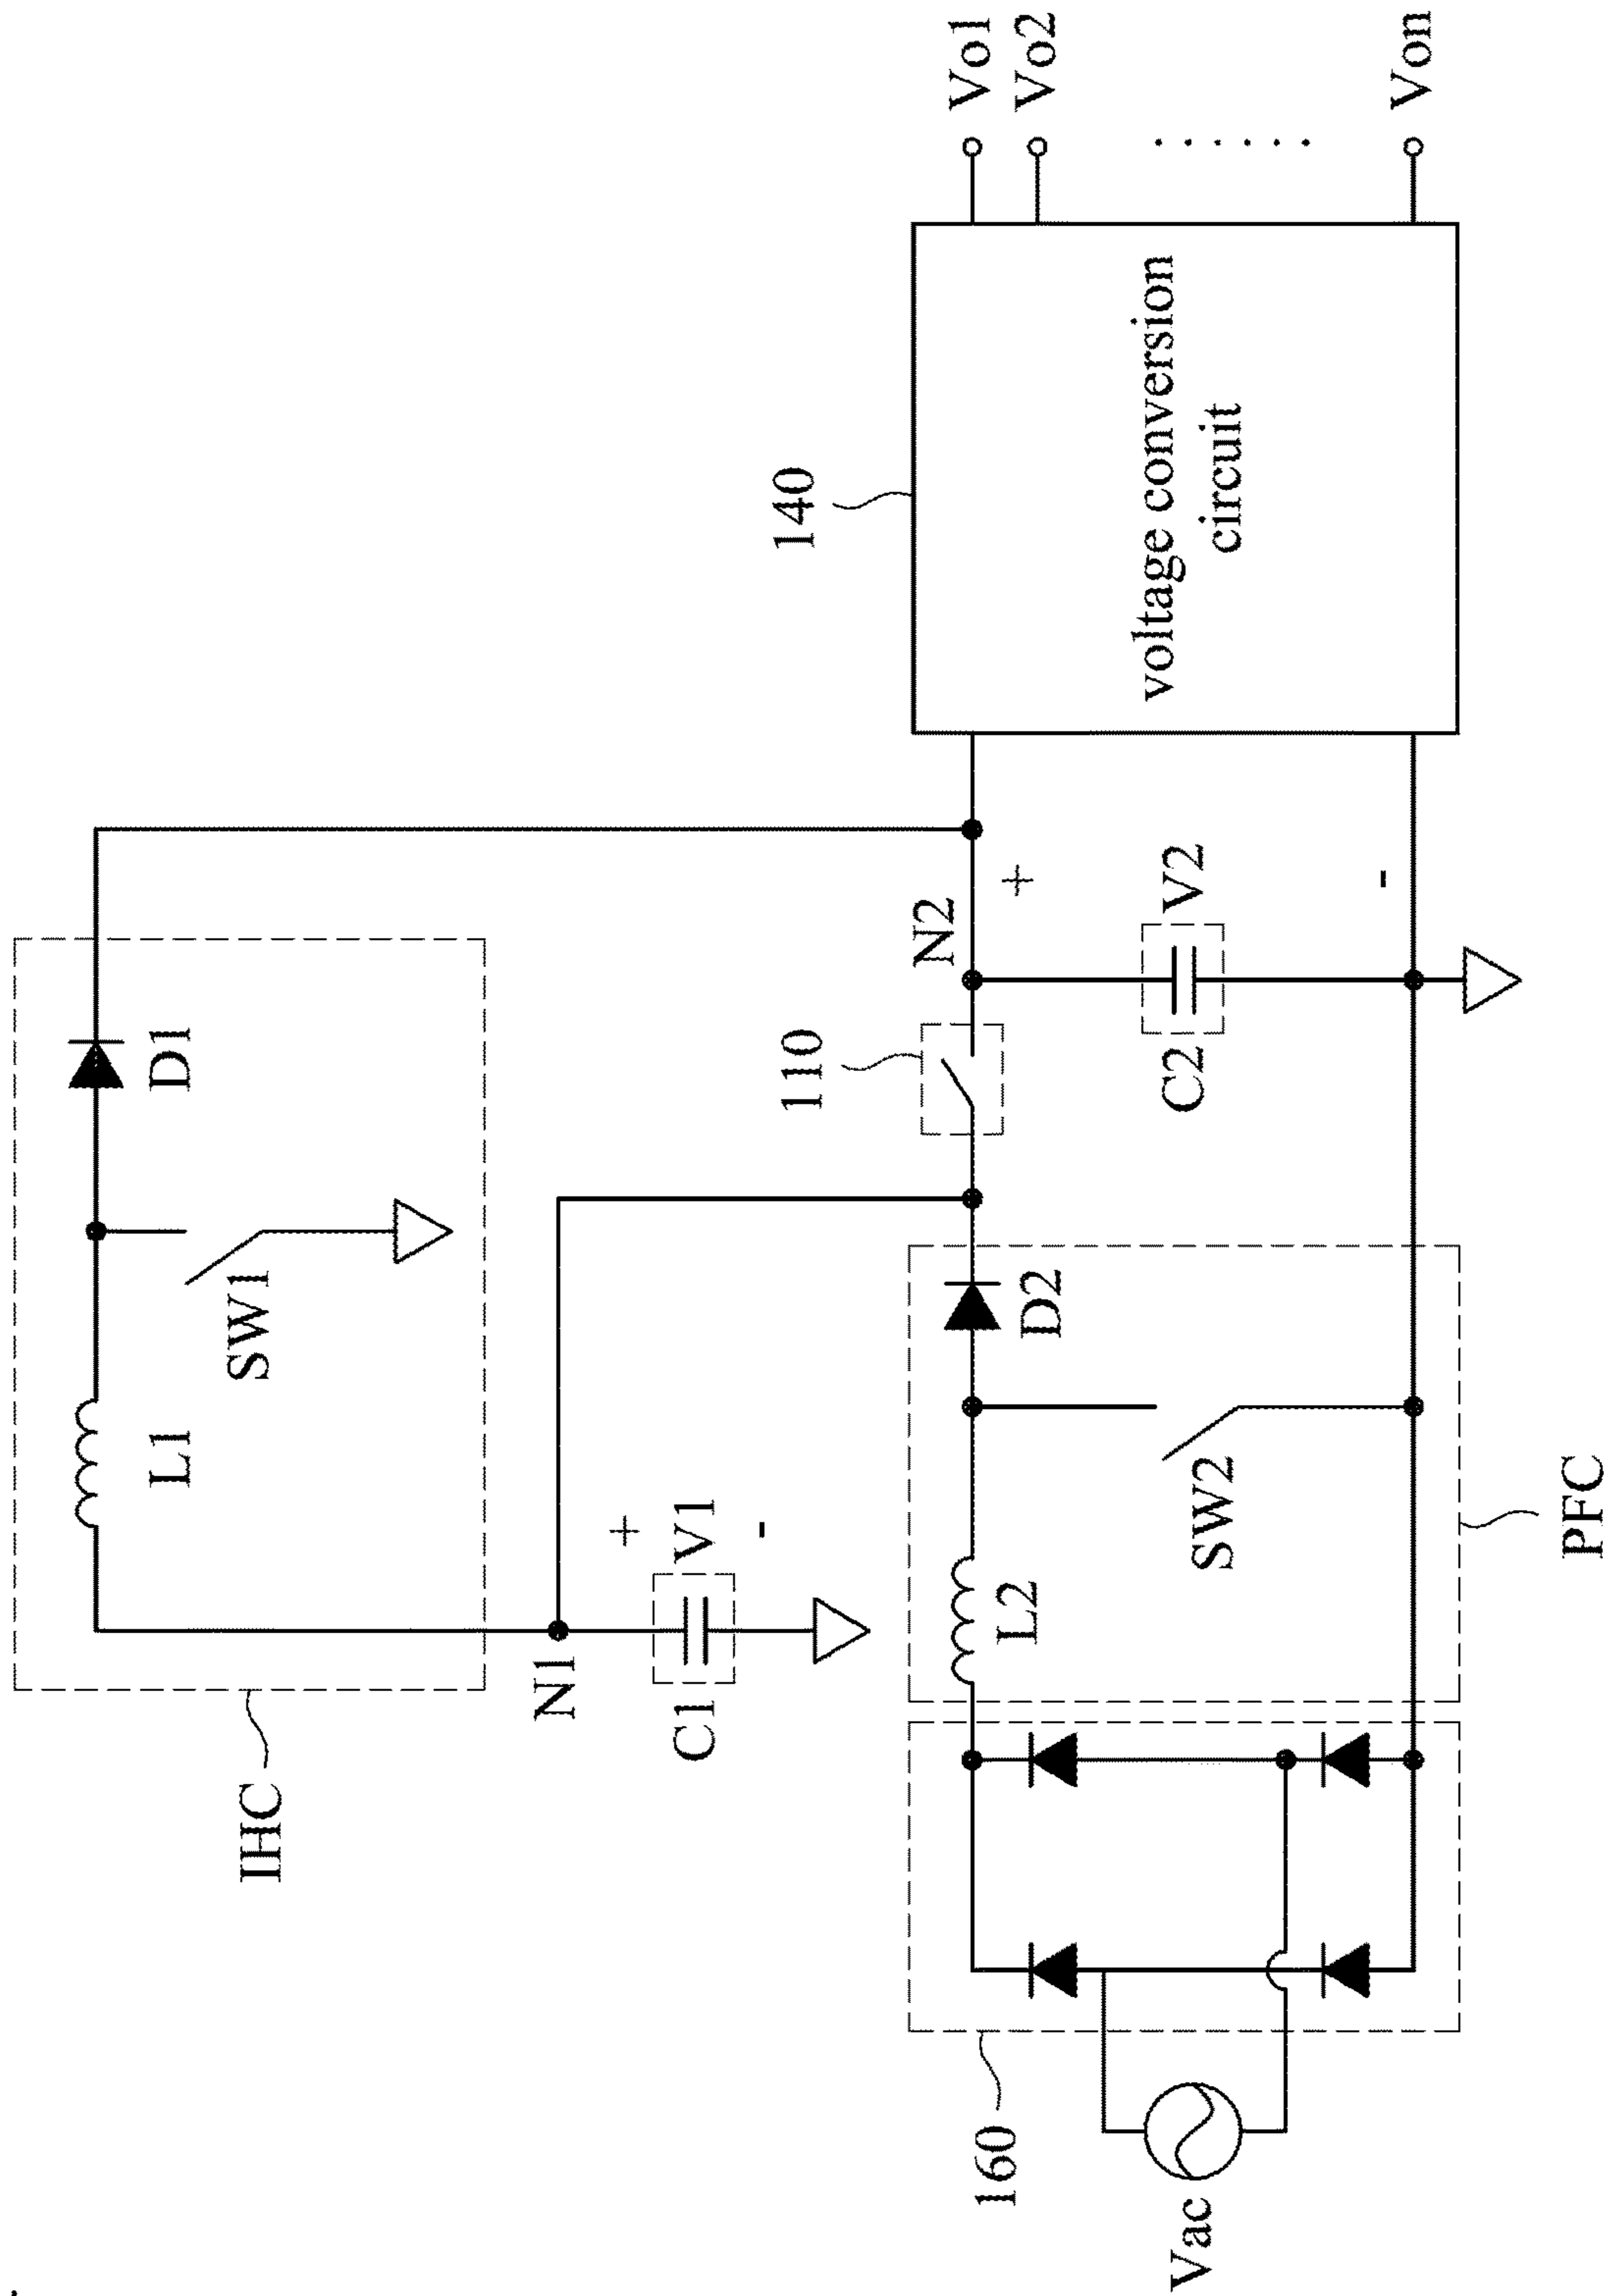 IHC
L1
SW1
D1
N1
C1
+
V1
-
110
N2
140
voltage conversion
circuit
Vo1
Vo2
......
Von
Vac
160
L2
SW2
D2
PFC
C2
+
V2
-